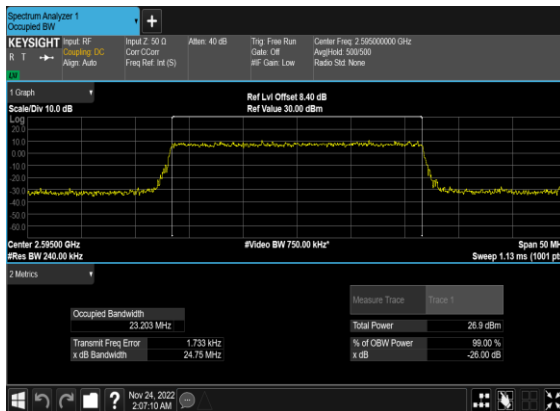 Spectrum Analyzer 1
Occupied BW
KEYSIGHT
R T
Input: RF
Coupling: DC
Align: Auto
Input Z: 50 Ω
Corr CCorr
Freq Ref: Int (S)
Atten: 40 dB
Trig: Free Run
Gate: Off
#IF Gain: Low
Center Freq: 2.595000000 GHz
Avg|Hold: 500/500
Radio Std: None
1 Graph
Scale/Div 10.0 dB
Ref Lvl Offset 8.40 dB
Ref Value 30.00 dBm
Log
20.0
10.0
0.00
-10.0
-20.0
-30.0
-40.0
-50.0
-60.0
Center 2.59500 GHz
#Res BW 240.00 kHz
#Video BW 750.00 kHz*
Span 50 MH
Sweep 1.13 ms (1001 pts
2 Metrics
Occupied Bandwidth
23.203 MHz
Transmit Freq Error 1.733 kHz
x dB Bandwidth 24.75 MHz
Measure Trace Trace 1
Total Power 26.9 dBm
% of OBW Power 99.00 %
x dB -26.00 dB
Nov 24, 2022
2:07:10 AM